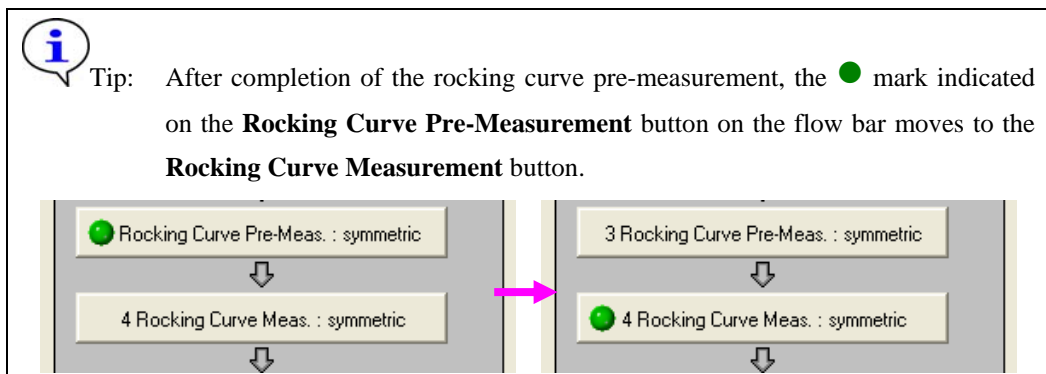 i
Tip: After completion of the rocking curve pre-measurement, the ● mark indicated
on the Rocking Curve Pre-Measurement button on the flow bar moves to the
Rocking Curve Measurement button.
Rocking Curve Pre-Meas. : symmetric
4 Rocking Curve Meas. : symmetric
3 Rocking Curve Pre-Meas. : symmetric
4 Rocking Curve Meas. : symmetric